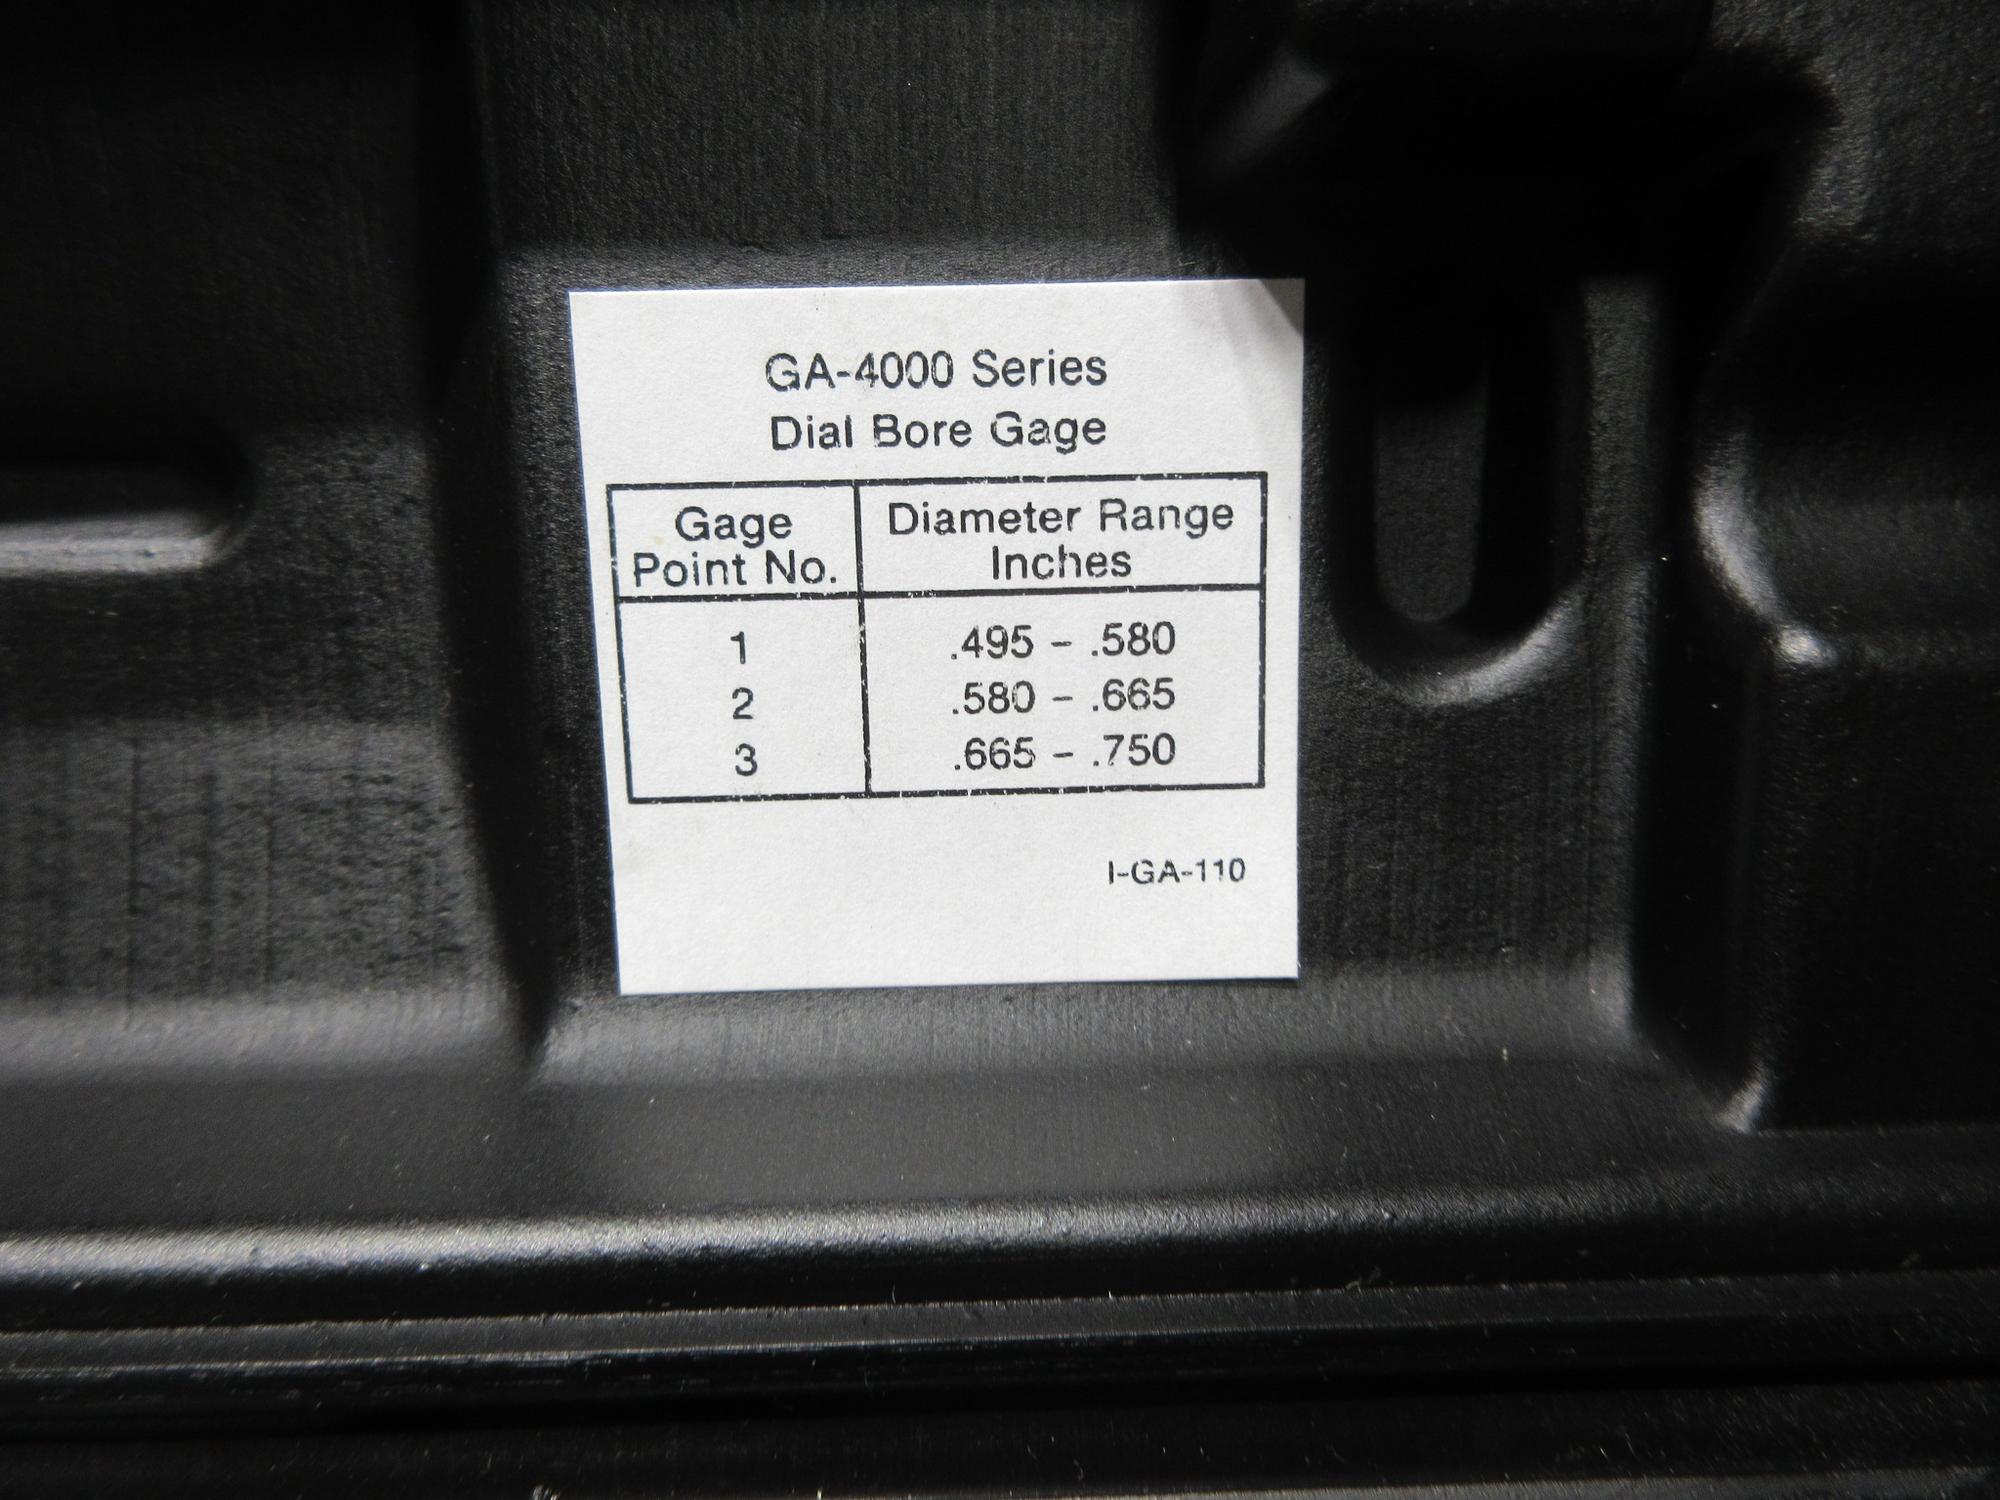 GA-4000 Series
Dial Bore Gage
Gage Point No. Diameter Range Inches
1 .495 - .580
2 .580 - .665
3 .665 - .750
I-GA-110